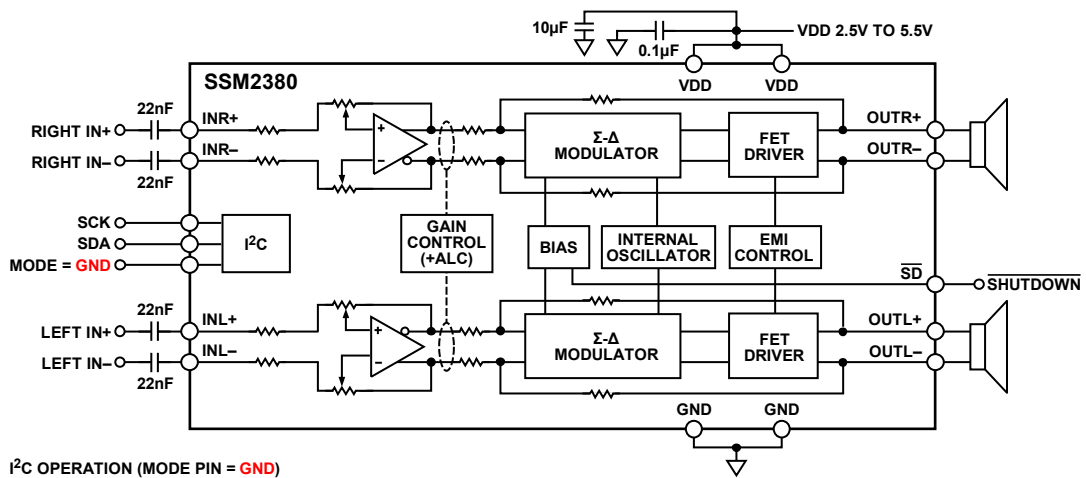 10µF
0.1µF
VDD 2.5V TO 5.5V
SSM2380
VDD
VDD
22nF
RIGHT IN+
INR+
RIGHT IN–
INR–
22nF
+
–
Σ-Δ
MODULATOR
FET
DRIVER
OUTR+
OUTR–
SCK
SDA
MODE = GND
I²C
GAIN
CONTROL
(+ALC)
BIAS
INTERNAL
OSCILLATOR
EMI
CONTROL
SD
SHUTDOWN
22nF
LEFT IN+
INL+
LEFT IN–
INL–
22nF
+
–
Σ-Δ
MODULATOR
FET
DRIVER
OUTL+
OUTL–
GND
GND
I²C OPERATION (MODE PIN = GND)